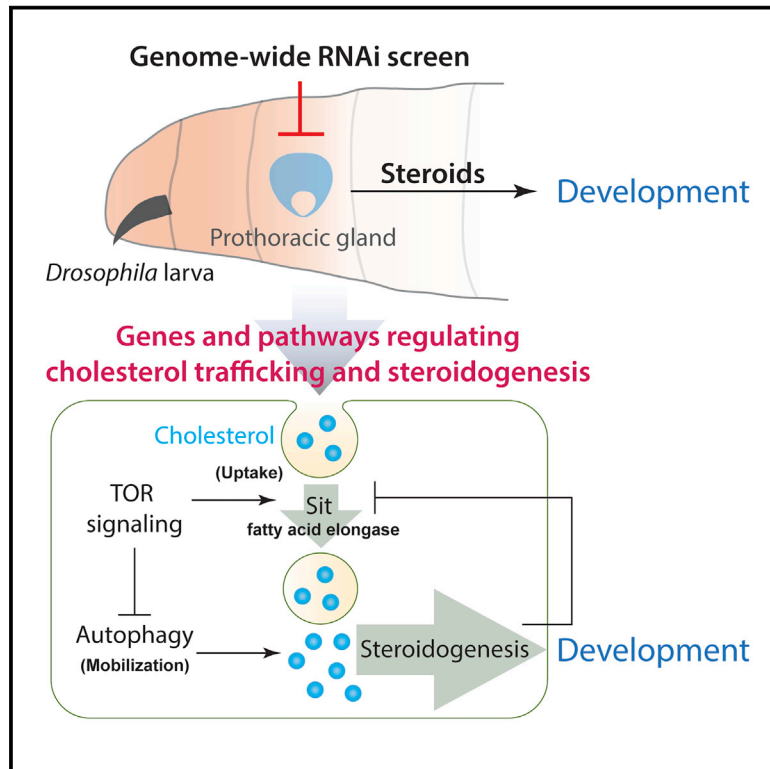 Genome-wide RNAi screen
Steroids
Development
Prothoracic gland
Drosophila larva
Genes and pathways regulating
cholesterol trafficking and steroidogenesis
Cholesterol
(Uptake)
TOR
signaling
Sit
fatty acid elongase
Autophagy
(Mobilization)
Steroidogenesis
Development